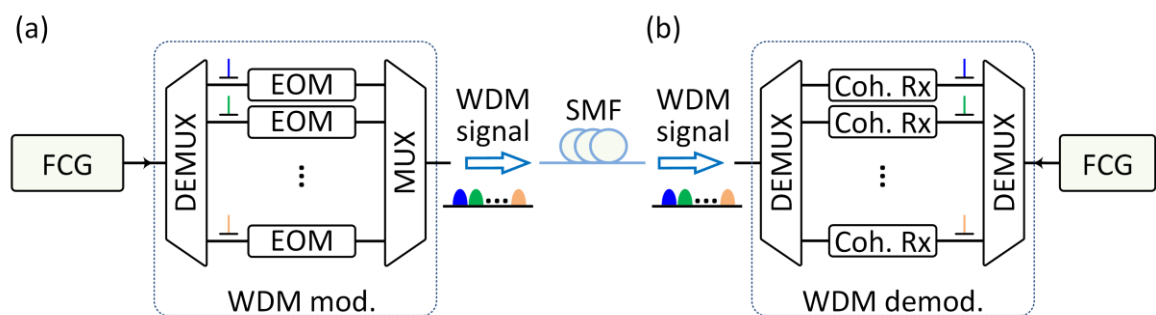 (a)
FCG
DEMUX
EOM
EOM
...
EOM
MUX
WDM mod.
WDM
signal
...
SMF
WDM
signal
...
(b)
DEMUX
Coh. Rx
Coh. Rx
...
Coh. Rx
DEMUX
WDM demod.
FCG